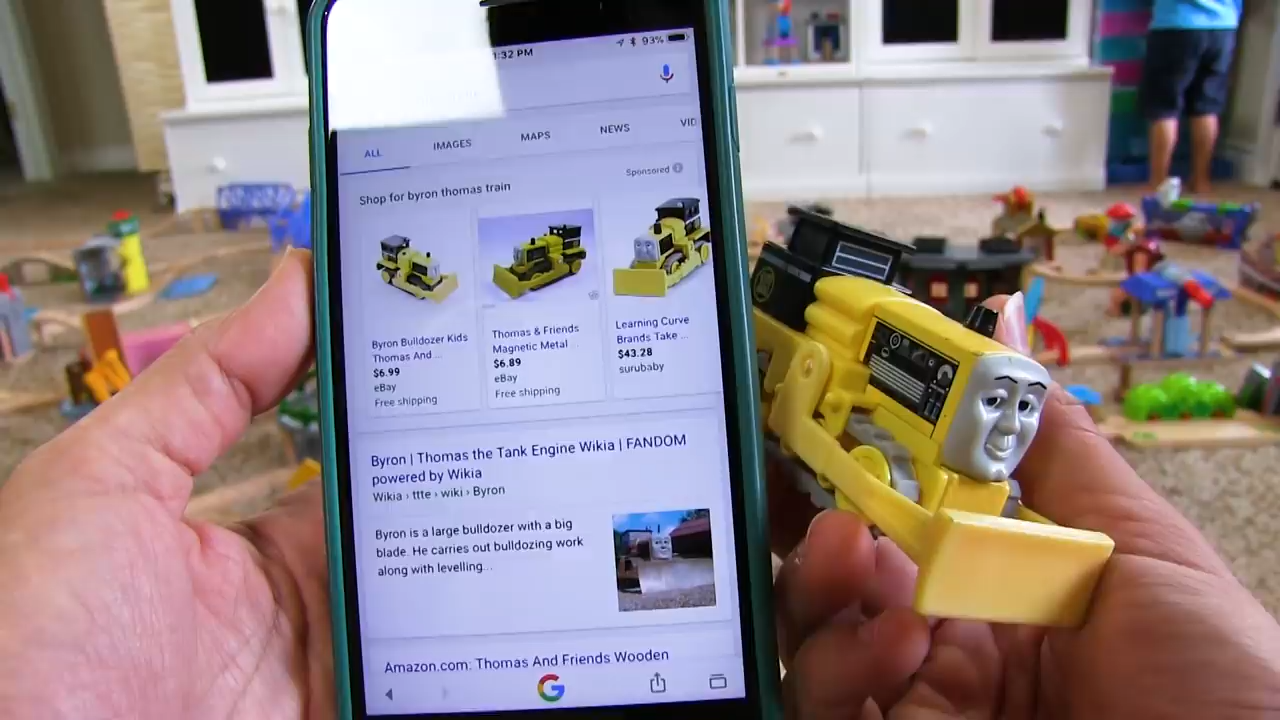 :32 PM
93%
ALL IMAGES MAPS NEWS VID
Shop for byron thomas train
Sponsored
Byron Bulldozer Kids
Thomas And ...
$6.99
eBay
Free shipping
Thomas & Friends
Magnetic Metal ...
$6.89
eBay
Free shipping
Learning Curve
Brands Take ...
$43.28
surubaby
Byron | Thomas the Tank Engine Wikia | FANDOM
powered by Wikia
Wikia › ttte › wiki › Byron
Byron is a large bulldozer with a big
blade. He carries out bulldozing work
along with levelling...
Amazon.com: Thomas And Friends Wooden
G